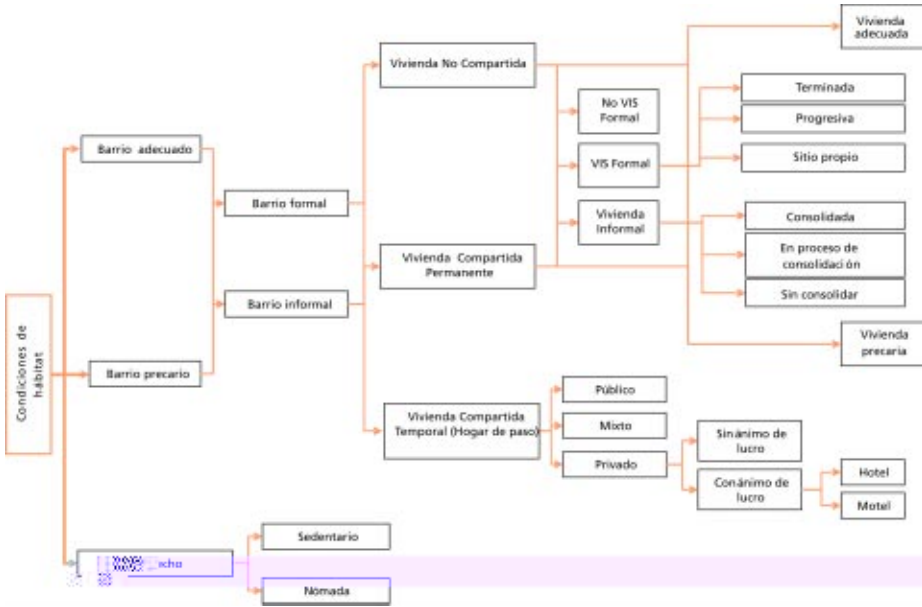 Condiciones de
hábitat
Barrio adecuado
Barrio precario
echo
Barrio formal
Barrio informal
Sedentario
Nómada
Vivienda No Compartida
Vivienda Compartida
Permanente
Vivienda Compartida
Temporal (Hogar de paso)
No VIS
Formal
VIS Formal
Vivienda
Informal
Público
Mixto
Privado
Vivienda
adecuada
Terminada
Progresiva
Sitio propio
Consolidada
En proceso de
consolidación
Sin consolidar
Vivienda
precaria
Sinánimo de
lucro
Conánimo de
lucro
Hotel
Motel